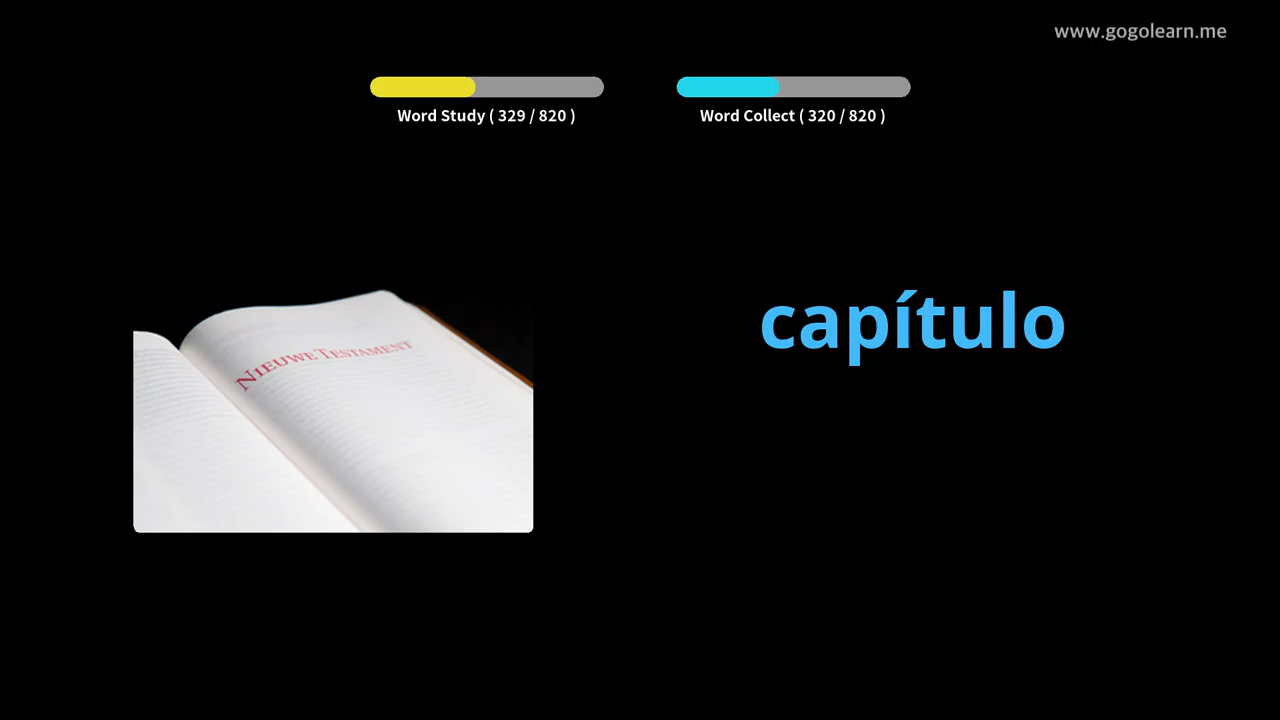 www.gogolearn.me
Word Study ( 329 / 820 )
Word Collect ( 320 / 820 )
capítulo
NIEUWE TESTAMENT